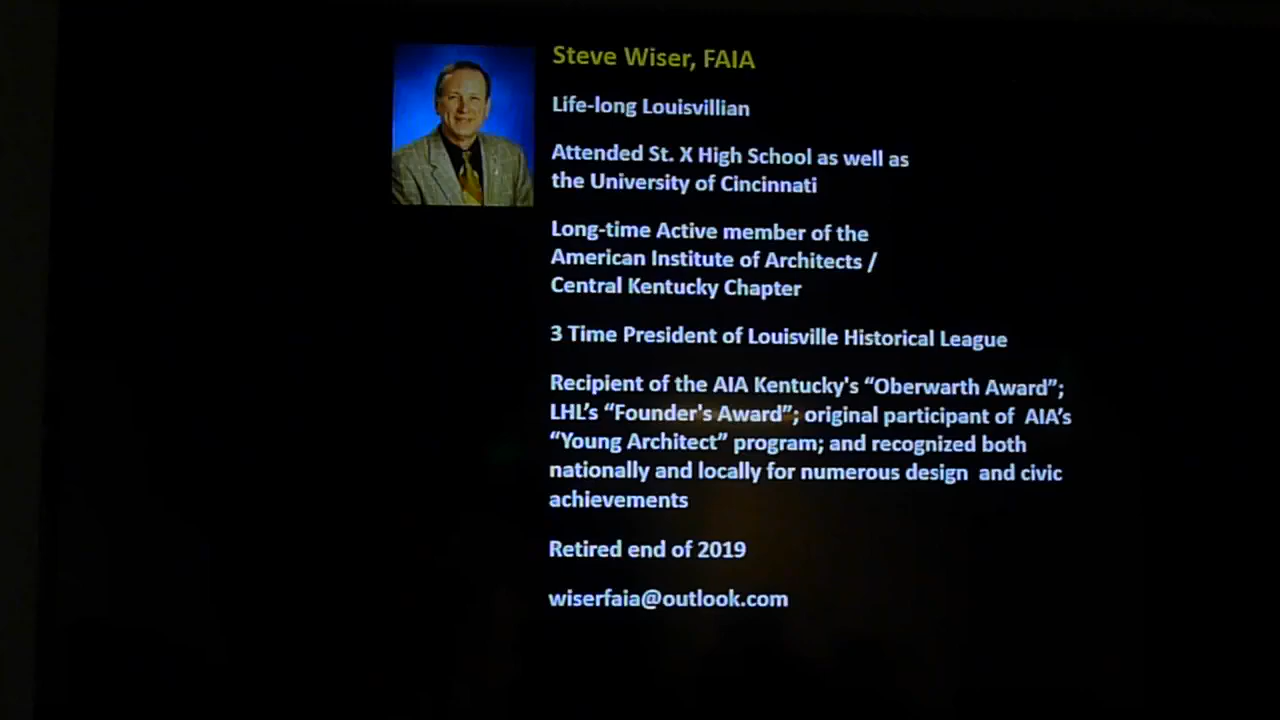 Steve Wiser, FAIA
Life-long Louisvillian
Attended St. X High School as well as
the University of Cincinnati
Long-time Active member of the
American Institute of Architects /
Central Kentucky Chapter
3 Time President of Louisville Historical League
Recipient of the AIA Kentucky's “Oberwarth Award”;
LHL’s “Founder's Award”; original participant of AIA’s
“Young Architect” program; and recognized both
nationally and locally for numerous design and civic
achievements
Retired end of 2019
wiserfaia@outlook.com